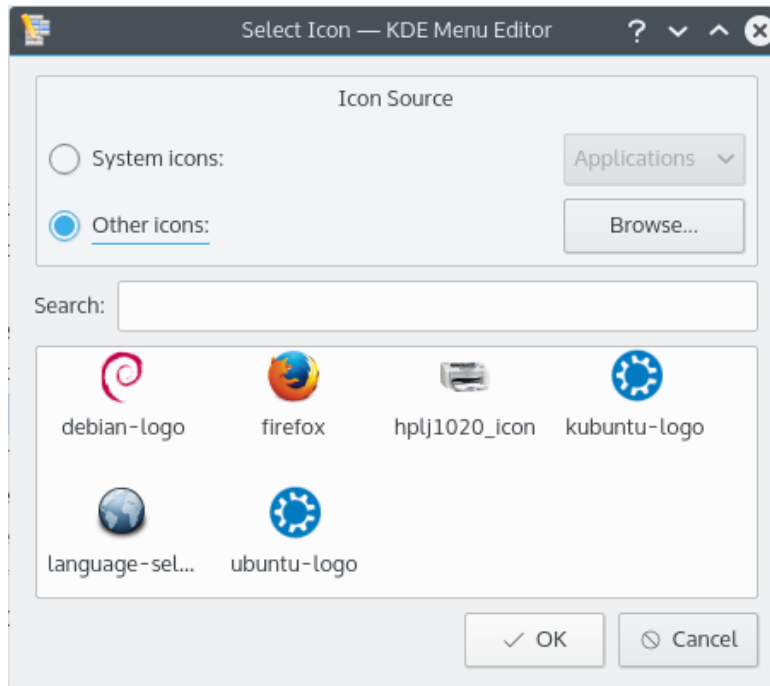 Select Icon — KDE Menu Editor
Icon Source
System icons:
Applications
Other icons:
Browse...
Search:
debian-logo
firefox
hplj1020_icon
kubuntu-logo
language-sel...
ubuntu-logo
OK
Cancel